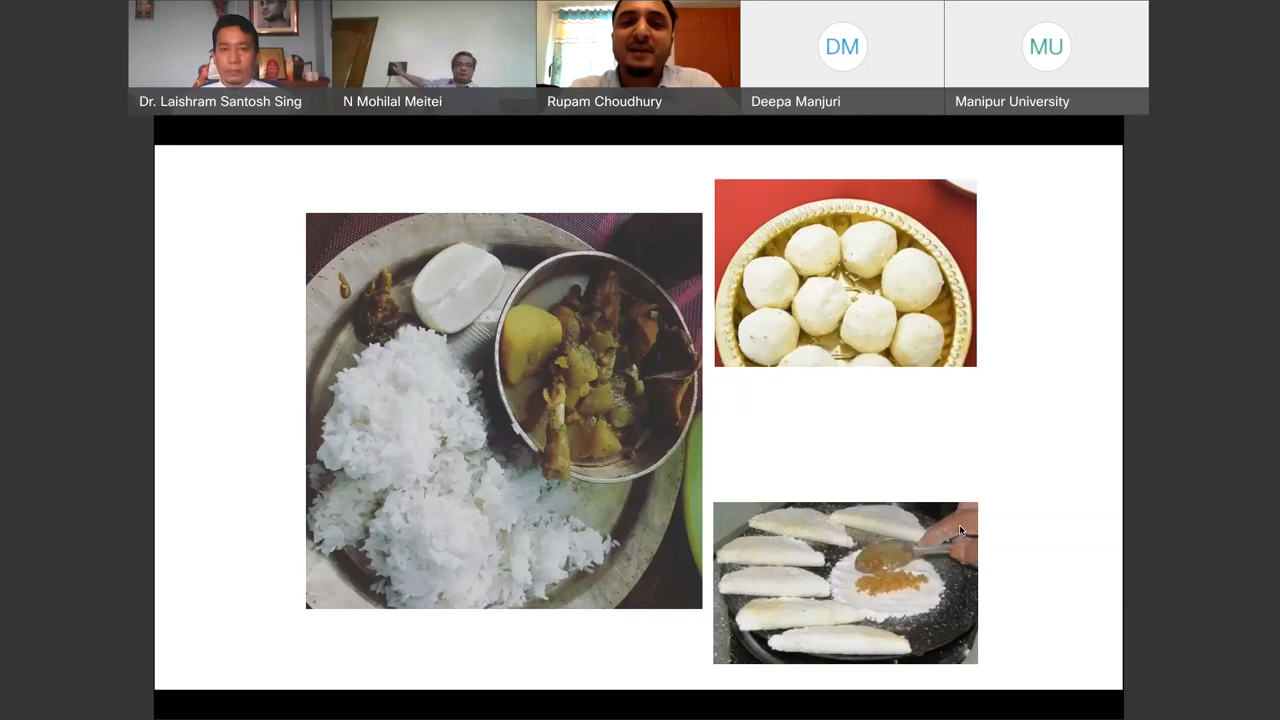 Dr. Laishram Santosh Sing
N Mohilal Meitei
Rupam Choudhury
DM
Deepa Manjuri
MU
Manipur University